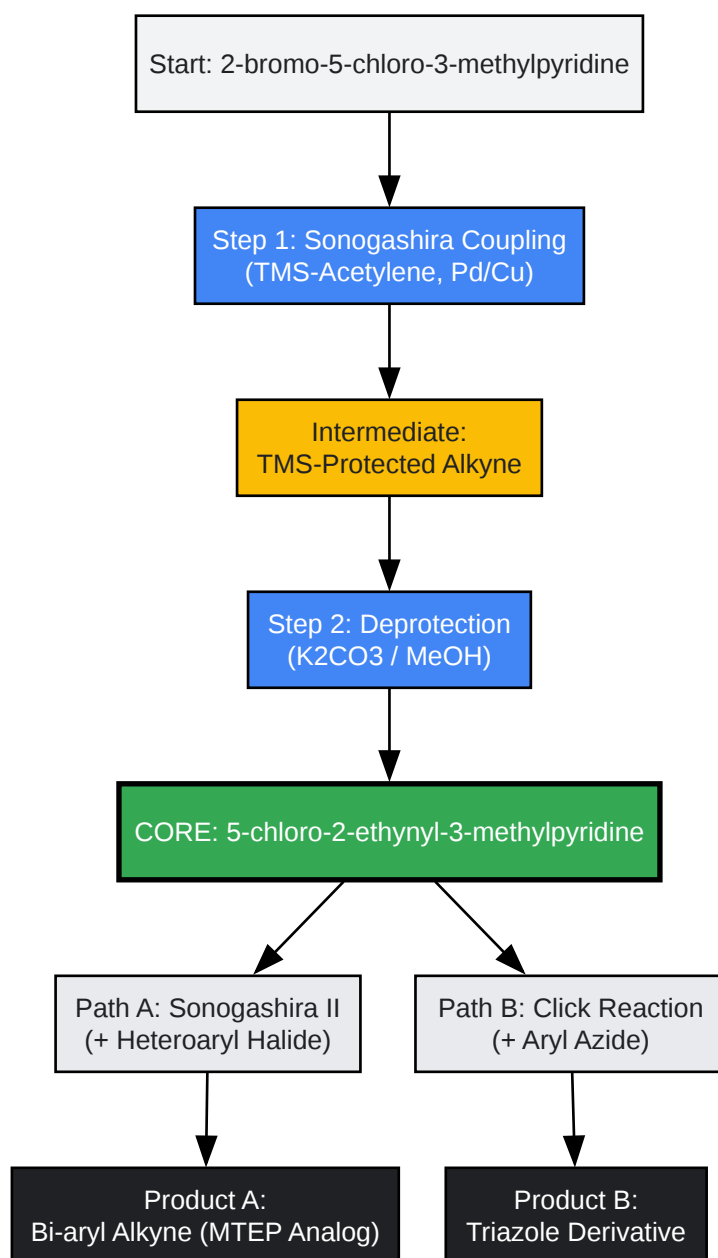 Start: 2-bromo-5-chloro-3-methylpyridine
Step 1: Sonogashira Coupling
(TMS-Acetylene, Pd/Cu)
Intermediate:
TMS-Protected Alkyne
Step 2: Deprotection
(K2CO3 / MeOH)
CORE: 5-chloro-2-ethynyl-3-methylpyridine
Path A: Sonogashira II
(+ Heteroaryl Halide)
Path B: Click Reaction
(+ Aryl Azide)
Product A:
Bi-aryl Alkyne (MTEP Analog)
Product B:
Triazole Derivative